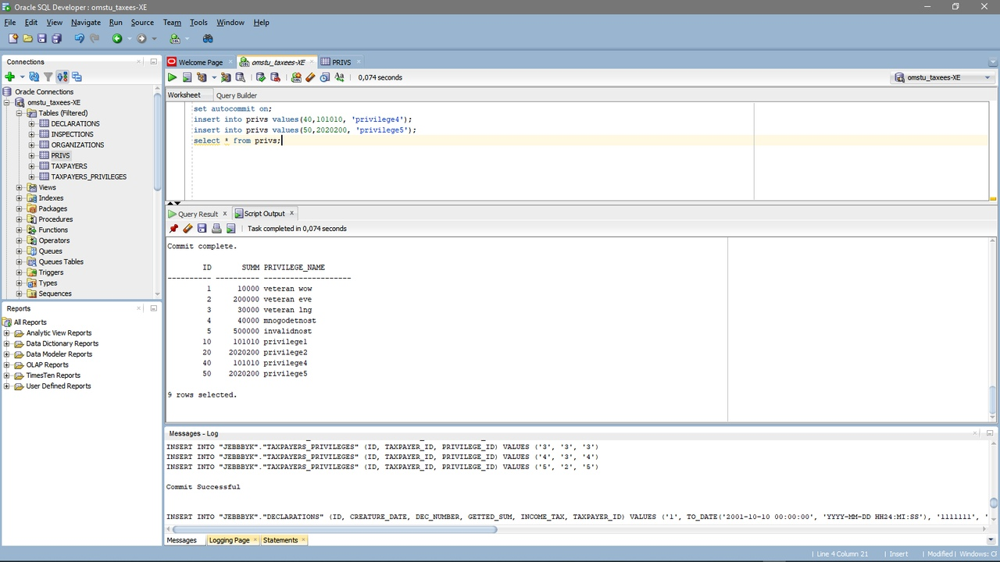 Oracle SQL Developer : omstu_taxees-XE
File Edit View Navigate Run Source Team Tools Window Help
Connections
Oracle Connections
omstu_taxees-XE
Tables (Filtered)
DECLARATIONS
INSPECTIONS
ORGANIZATIONS
PRIVS
TAXPAYERS
TAXPAYERS_PRIVILEGES
Views
Indexes
Packages
Procedures
Functions
Operators
Queues
Queues Tables
Triggers
Types
Sequences
Reports
All Reports
Analytic View Reports
Data Dictionary Reports
Data Modeler Reports
OLAP Reports
TimesTen Reports
User Defined Reports
Welcome Page omstu_taxees-XE PRIVS
0,074 seconds omstu_taxees-XE
Worksheet Query Builder
set autocommit on;
insert into privs values(40,101010, 'privilege4');
insert into privs values(50,2020200, 'privilege5');
select * from privs;
Query Result Script Output
Task completed in 0,074 seconds
Commit complete.
ID SUMM PRIVILEGE_NAME
---------- ---------- --------------------
1 10000 veteran wow
2 200000 veteran eve
3 30000 veteran lng
4 40000 mnogodetnost
5 500000 invalidnost
10 101010 privilege1
20 2020200 privilege2
40 101010 privilege4
50 2020200 privilege5
9 rows selected.
Messages - Log
INSERT INTO "JEBBBYK"."TAXPAYERS_PRIVILEGES" (ID, TAXPAYER_ID, PRIVILEGE_ID) VALUES ('3', '3', '3')
INSERT INTO "JEBBBYK"."TAXPAYERS_PRIVILEGES" (ID, TAXPAYER_ID, PRIVILEGE_ID) VALUES ('4', '3', '4')
INSERT INTO "JEBBBYK"."TAXPAYERS_PRIVILEGES" (ID, TAXPAYER_ID, PRIVILEGE_ID) VALUES ('5', '2', '5')
Commit Successful
INSERT INTO "JEBBBYK"."DECLARATIONS" (ID, CREATURE_DATE, DEC_NUMBER, GETTED_SUM, INCOME_TAX, TAXPAYER_ID) VALUES ('1', TO_DATE('2001-10-10 00:00:00', 'YYYY-MM-DD HH24:MI:SS'), '1111111', '
Messages Logging Page Statements
Line 4 Column 21 Insert Modified Windows: Cl